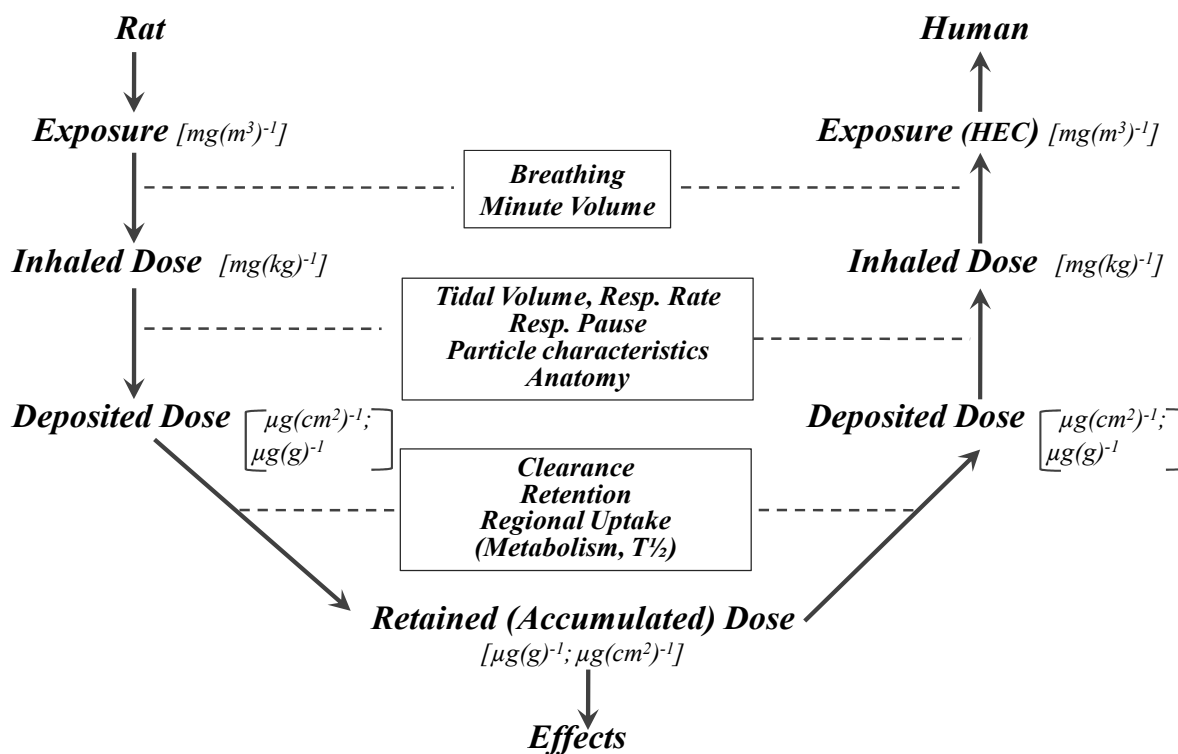 Rat
Human
Exposure [mg(m³)⁻¹]
Exposure (HEC) [mg(m³)⁻¹]
Breathing
Minute Volume
Inhaled Dose [mg(kg)⁻¹]
Inhaled Dose [mg(kg)⁻¹]
Tidal Volume, Resp. Rate
Resp. Pause
Particle characteristics
Anatomy
Deposited Dose [µg(cm²)⁻¹;
µg(g)⁻¹]
Deposited Dose [µg(cm²)⁻¹;
µg(g)⁻¹]
Clearance
Retention
Regional Uptake
(Metabolism, T½)
Retained (Accumulated) Dose
[µg(g)⁻¹; µg(cm²)⁻¹]
Effects